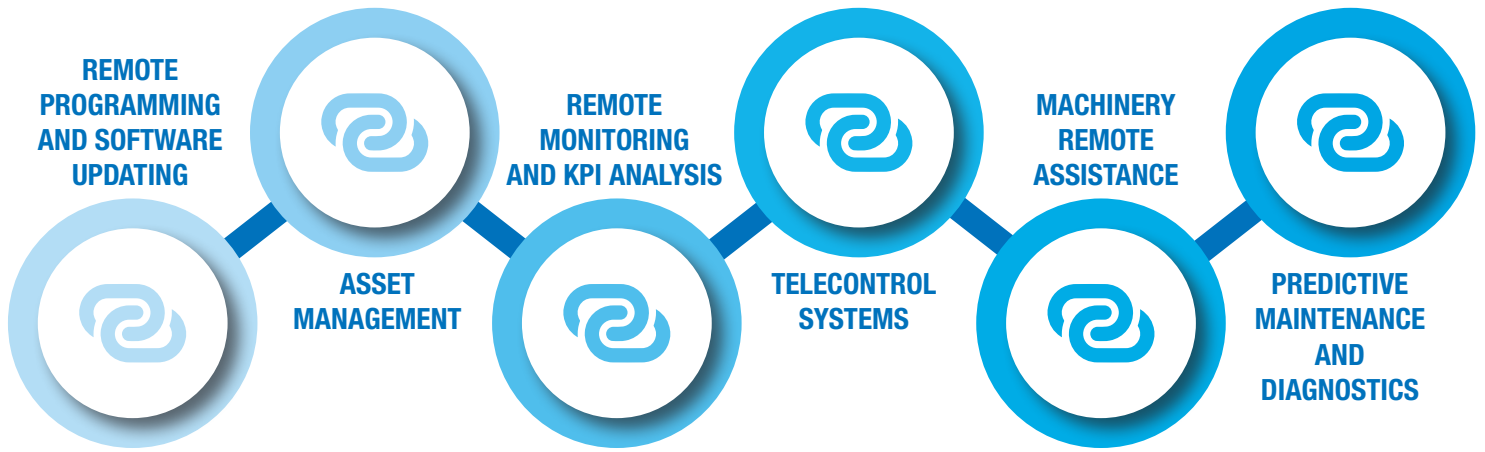 REMOTE
PROGRAMMING
AND SOFTWARE
UPDATING
ASSET
MANAGEMENT
REMOTE
MONITORING
AND KPI ANALYSIS
TELECONTROL
SYSTEMS
MACHINERY
REMOTE
ASSISTANCE
PREDICTIVE
MAINTENANCE
AND
DIAGNOSTICS